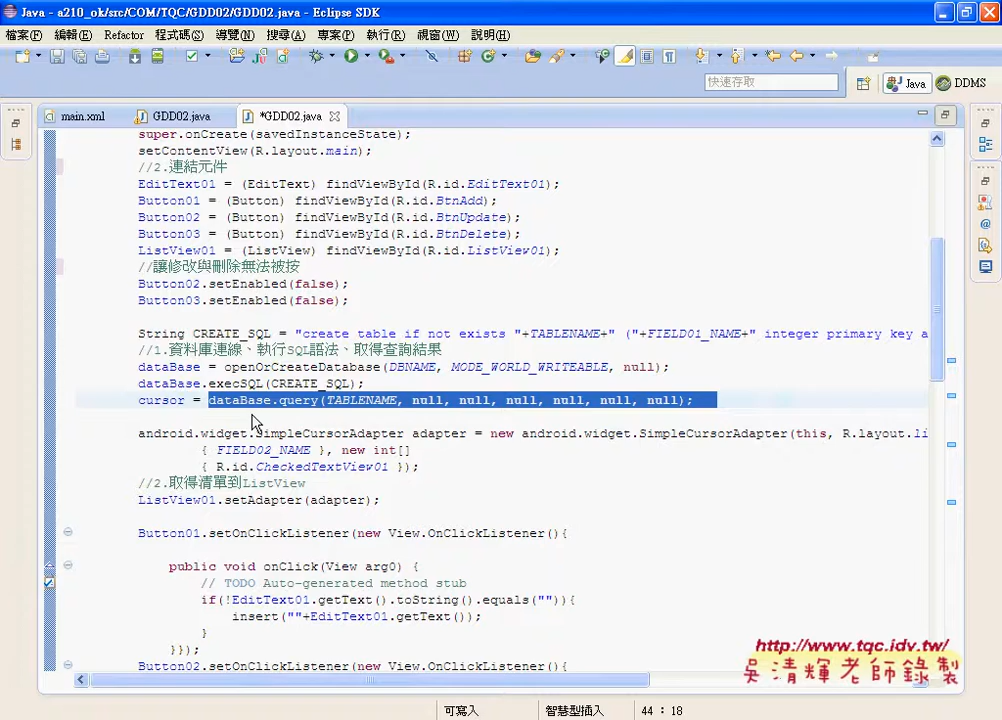 Java - a210_ok/src/COM/TQC/GDD02/GDD02.java - Eclipse SDK
檔案(F) 編輯(E) Refactor 程式碼(S) 導覽(N) 搜尋(A) 專案(P) 執行(R) 視窗(W) 說明(H)
快速存取 Java DDMS
main.xml GDD02.java *GDD02.java
super.onCreate(savedInstanceState);
setContentView(R.layout.main);
//2.連結元件
EditText01 = (EditText) findViewById(R.id.EditText01);
Button01 = (Button) findViewById(R.id.BtnAdd);
Button02 = (Button) findViewById(R.id.BtnUpdate);
Button03 = (Button) findViewById(R.id.BtnDelete);
ListView01 = (ListView) findViewById(R.id.ListView01);
//讓修改與刪除無法被按
Button02.setEnabled(false);
Button03.setEnabled(false);
String CREATE_SQL = "create table if not exists "+TABLENAME+" ("+FIELD01_NAME+" integer primary key a
//1.資料庫連線、執行SQL語法、取得查詢結果
dataBase = openOrCreateDatabase(DBNAME, MODE_WORLD_WRITEABLE, null);
dataBase.execSQL(CREATE_SQL);
cursor = dataBase.query(TABLENAME, null, null, null, null, null, null);
android.widget.SimpleCursorAdapter adapter = new android.widget.SimpleCursorAdapter(this, R.layout.li
{ FIELD02_NAME }, new int[]
{ R.id.CheckedTextView01 });
//2.取得清單到ListView
ListView01.setAdapter(adapter);
Button01.setOnClickListener(new View.OnClickListener(){
public void onClick(View arg0) {
// TODO Auto-generated method stub
if(!EditText01.getText().toString().equals("")){
insert(""+EditText01.getText());
}
}});
Button02.setOnClickListener(new View.OnClickListener(){
http://www.tqc.idv.tw/
吳清輝老師錄製
可寫入 智慧型插入 44 : 18